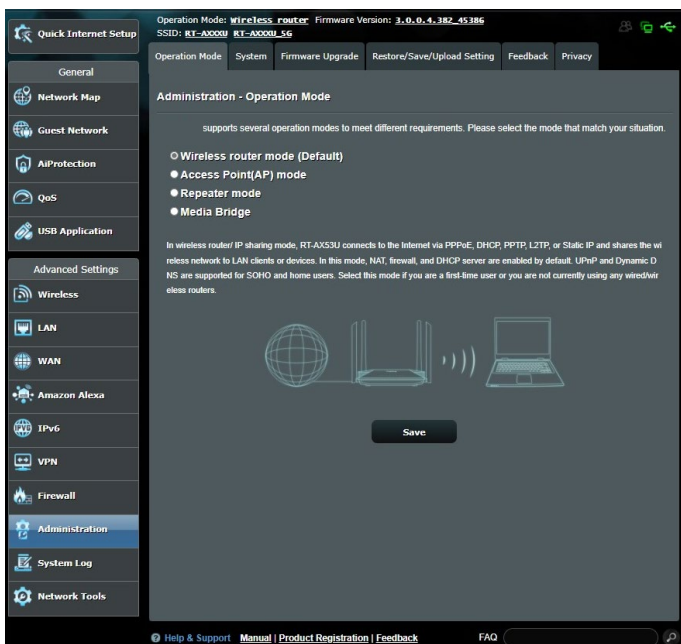 Quick Internet Setup
General
Network Map
Guest Network
AiProtection
QoS
USB Application
Advanced Settings
Wireless
LAN
WAN
Amazon Alexa
IPv6
VPN
Firewall
Administration
System Log
Network Tools
Operation Mode: Wireless router Firmware Version: 3.0.0.4.382_45386
SSID: RT-AXXXU RT-AXXXU_5G
Operation Mode System Firmware Upgrade Restore/Save/Upload Setting Feedback Privacy
Administration - Operation Mode
supports several operation modes to meet different requirements. Please select the mode that match your situation.
Wireless router mode (Default)
Access Point(AP) mode
Repeater mode
Media Bridge
In wireless router/ IP sharing mode, RT-AX53U connects to the Internet via PPPoE, DHCP, PPTP, L2TP, or Static IP and shares the wi
reless network to LAN clients or devices. In this mode, NAT, firewall, and DHCP server are enabled by default. UPnP and Dynamic D
NS are supported for SOHO and home users. Select this mode if you are a first-time user or you are not currently using any wired/wir
eless routers.
Save
Help & Support Manual | Product Registration | Feedback FAQ